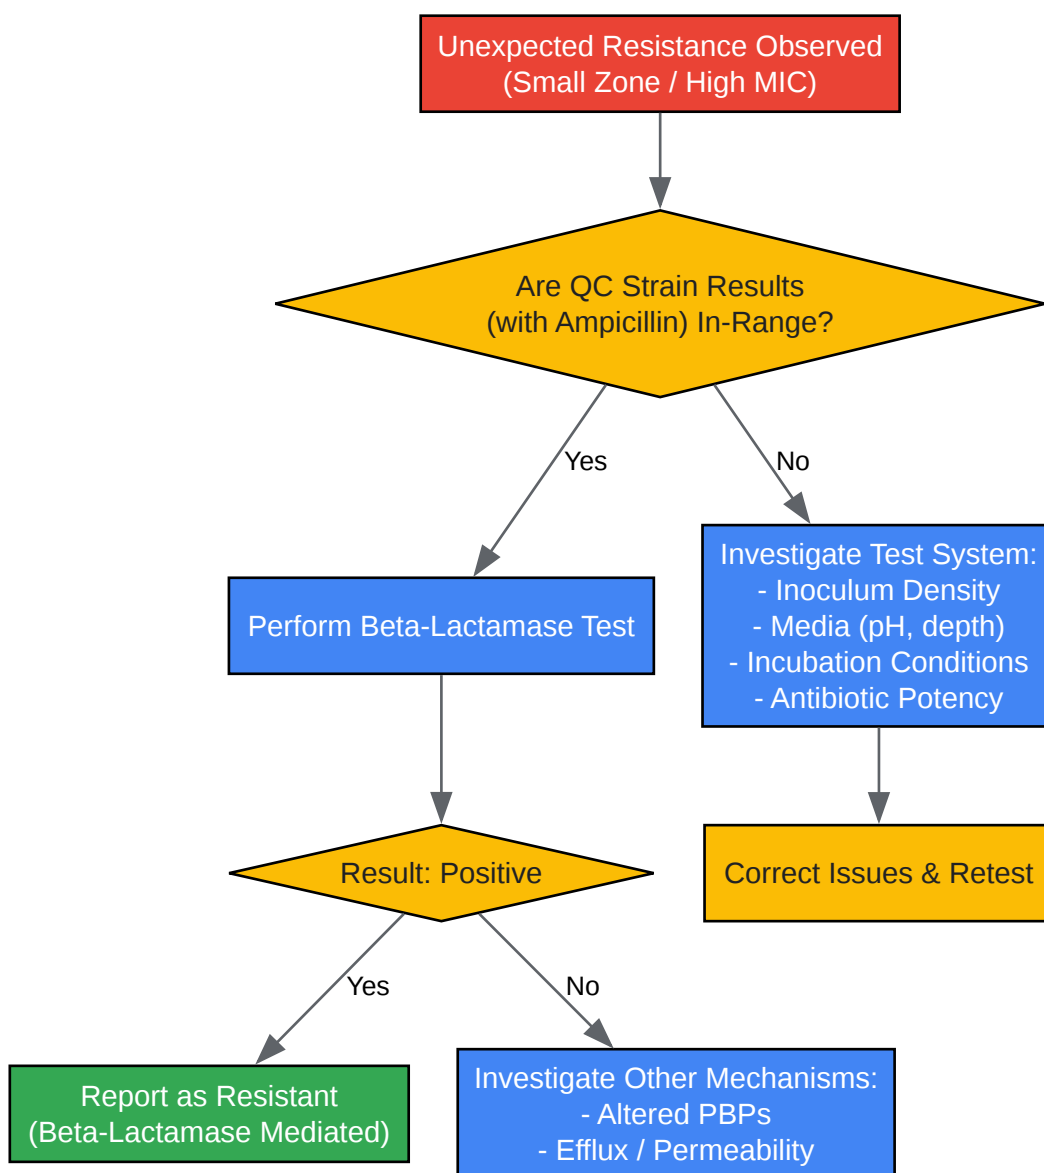 Unexpected Resistance Observed
(Small Zone / High MIC)
Are QC Strain Results
(with Ampicillin) In-Range?
Yes
No
Perform Beta-Lactamase Test
Investigate Test System:
- Inoculum Density
- Media (pH, depth)
- Incubation Conditions
- Antibiotic Potency
Result: Positive
Correct Issues & Retest
Yes
No
Report as Resistant
(Beta-Lactamase Mediated)
Investigate Other Mechanisms:
- Altered PBPs
- Efflux / Permeability